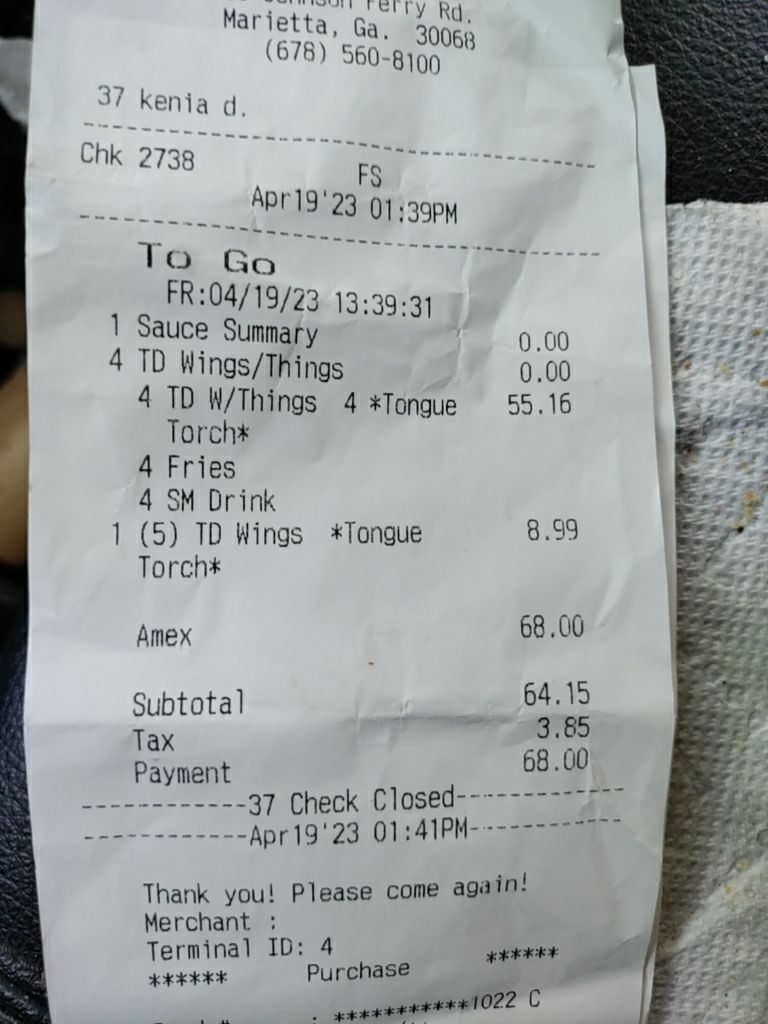 Johnson Ferry Rd.
Marietta, Ga. 30068
(678) 560-8100
37 kenia d.
Chk 2738 FS
Apr19'23 01:39PM
To Go
FR:04/19/23 13:39:31
1 Sauce Summary 0.00
4 TD Wings/Things 0.00
4 TD W/Things 4 *Tongue 55.16
Torch*
4 Fries
4 SM Drink
1 (5) TD Wings *Tongue 8.99
Torch*
Amex 68.00
Subtotal 64.15
Tax 3.85
Payment 68.00
-----------37 Check Closed-----------
-----------Apr19'23 01:41PM-----------
Thank you! Please come again!
Merchant :
Terminal ID: 4
****** Purchase ******
: ***********1022 C